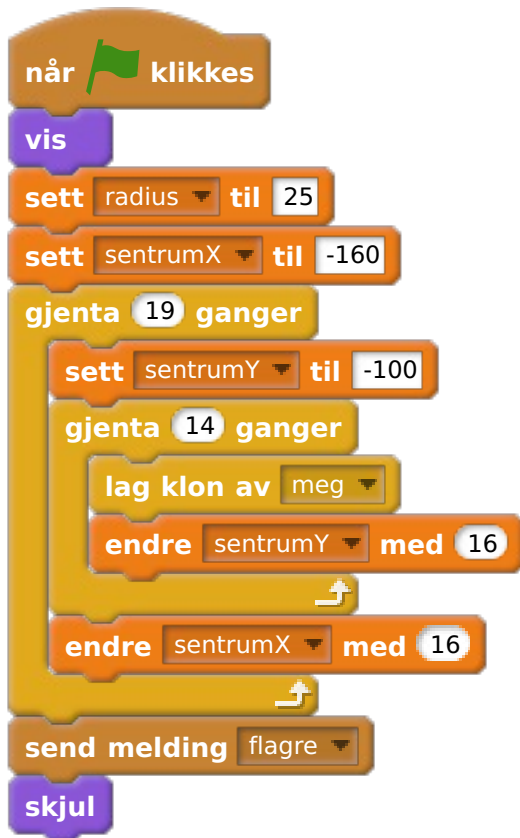 når klikkes
vis
sett radius til 25
sett sentrumX til -160
gjenta 19 ganger
sett sentrumY til -100
gjenta 14 ganger
lag klon av meg
endre sentrumY med 16
endre sentrumX med 16
send melding flagre
skjul